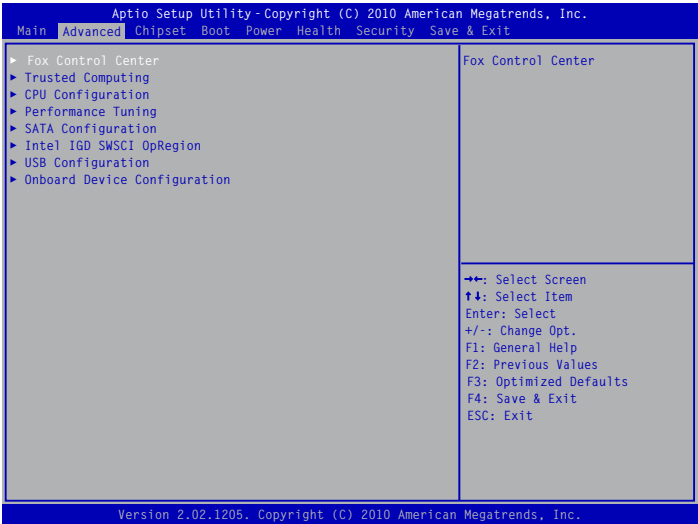 Aptio Setup Utility - Copyright (C) 2010 American Megatrends, Inc.
Main Advanced Chipset Boot Power Health Security Save & Exit
► Fox Control Center
► Trusted Computing
► CPU Configuration
► Performance Tuning
► SATA Configuration
► Intel IGD SWSCI OpRegion
► USB Configuration
► Onboard Device Configuration
Fox Control Center
→←: Select Screen
↑↓: Select Item
Enter: Select
+/-: Change Opt.
F1: General Help
F2: Previous Values
F3: Optimized Defaults
F4: Save & Exit
ESC: Exit
Version 2.02.1205. Copyright (C) 2010 American Megatrends, Inc.